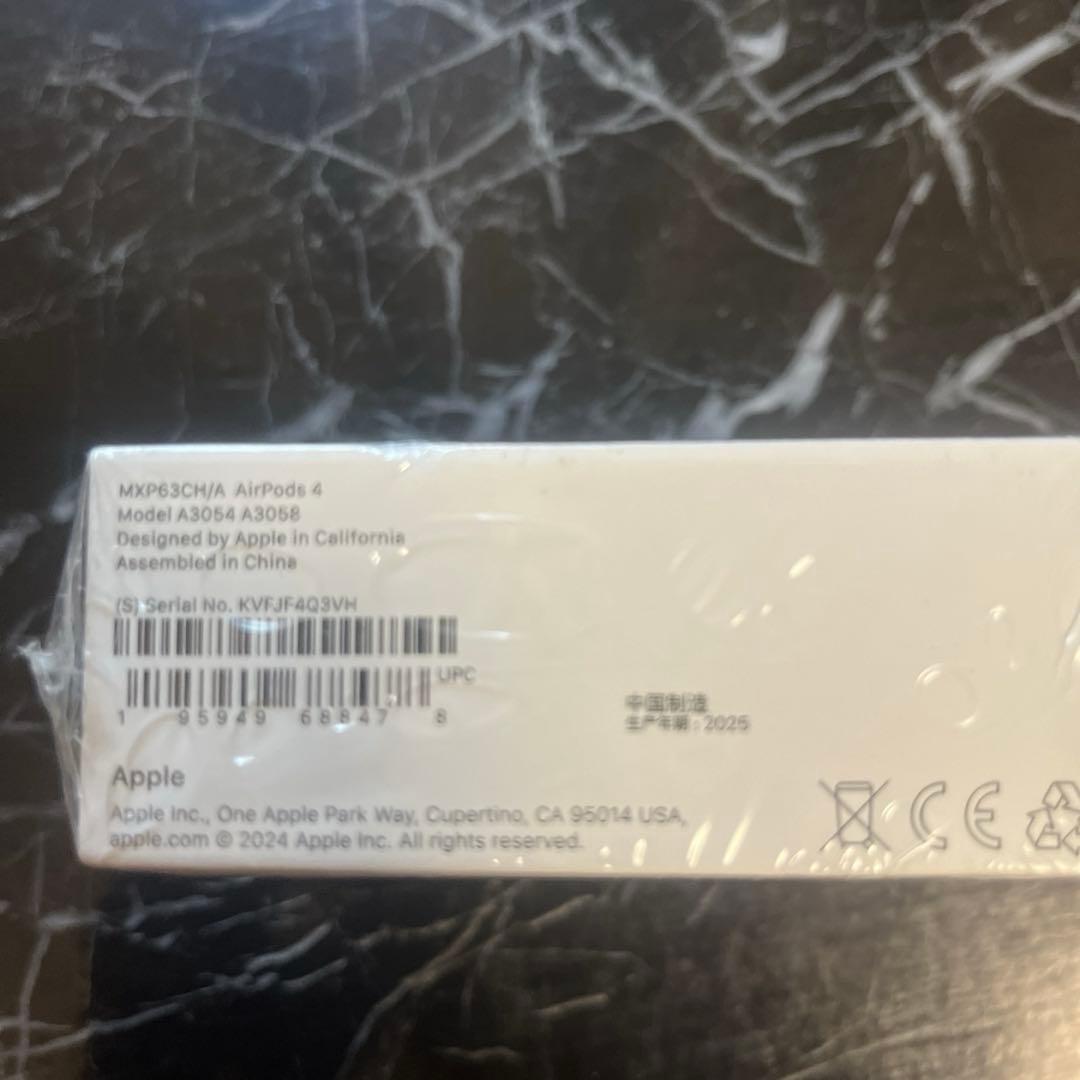 MXP63CH/A AirPods 4
Model A3054 A3058
Designed by Apple in California
Assembled in China
(S) Serial No. KVFJF4Q3VH
UPC
1 95949 68847 8
中国制造
生产年期：2025
Apple
Apple Inc., One Apple Park Way, Cupertino, CA 95014 USA,
apple.com © 2024 Apple Inc. All rights reserved.
CE